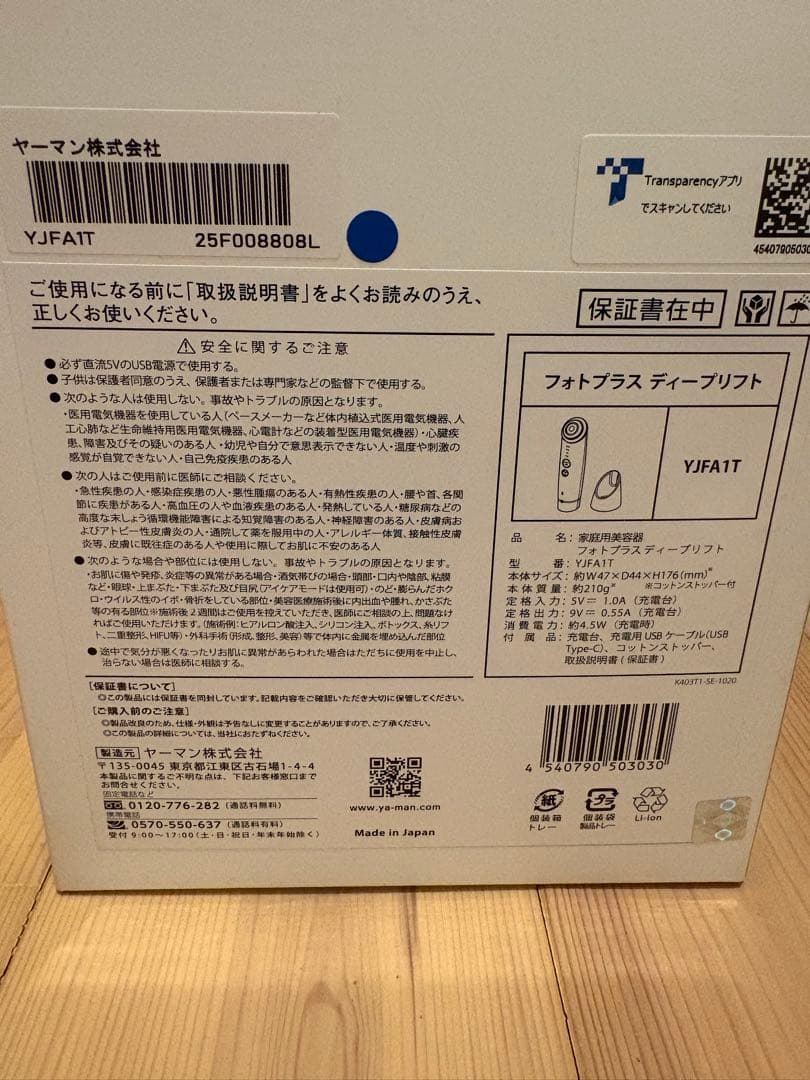 ヤーマン株式会社
YJFA1T 25F008808L
Transparencyアプリ
でスキャンしてください
ご使用になる前に「取扱説明書」をよくお読みのうえ、
正しくお使いください。
保証書在中
安全に関するご注意
●必ず直流5VのUSB電源で使用する。
●子供は保護者同意のうえ、保護者または専門家などの監督下で使用する。
●次のような人は使用しない。事故やトラブルの原因となります。
・医用電気機器を使用している人(ペースメーカーなど体内植込式医用電気機器、人
工心肺など生命維持用医用電気機器、心電計などの装着型医用電気機器)・心臓疾
患、障害及びその疑いのある人・幼児や自分で意思表示できない人・温度や刺激の
感覚が自覚できない人・自己免疫疾患のある人
●次の人はご使用前に医師にご相談ください。
・急性疾患の人・感染症疾患の人・悪性腫瘍のある人・有熱性疾患の人・腰や首、各関
節に疾患がある人・高血圧の人や血液疾患のある人・発熱している人・糖尿病などの
高度な末しょう循環機能障害による知覚障害のある人・神経障害のある人・皮膚病お
よびアトピー性皮膚炎の人・通院して薬を服用中の人・アレルギー体質、接触性皮膚
炎等、皮膚に既往症のある人や使用に際してお肌に不安のある人
●次のような場合や部位には使用しない。事故やトラブルの原因となります。
・お肌に傷や発疹、炎症等の異常がある場合・酒気帯びの場合・頭部・口内や陰部、粘膜
など・眼球・上まぶた・下まぶた及び目尻(アイケアモードは使用可)・のど・膨らんだホク
ロ・ウイルス性のイボ・骨折をしている部位・美容医療施術後に内出血や腫れ、かさぶた
等の有る部位※施術後2週間はご使用を控えていただき、医師にご相談の上、問題なけ
ればご使用いただけます。(施術例:ヒアルロン酸注入、シリコン注入、ボトックス、糸リフ
ト、二重整形、HIFU等)・外科手術(形成、整形、美容)等で体内に金属を埋め込んだ部位
●途中で気分が悪くなったりお肌に異常があらわれた場合はただちに使用を中止し、
治らない場合は医師に相談する。
[保証書について]
◎この製品には保証書を同封しています。記載内容をご確認いただき大切に保管してください。
[ご購入前のご注意]
◎製品改良のため、仕様・外観は予告なしに変更することがありますので、ご了承ください。
◎この製品の詳細については、当社におたずねください。
製造元 ヤーマン株式会社
〒135-0045 東京都江東区古石場1-4-4
本製品に関するご不明な点は、下記お客様窓口まで
お問合せください。
固定電話など
0120-776-282(通話料無料)
携帯電話
0570-550-637(通話料有料)
受付 9:00~17:00(土・日・祝日・年末年始除く)
www.ya-man.com
Made in Japan
フォトプラス ディープリフト
YJFA1T
品名:家庭用美容器
フォトプラス ディープリフト
型番:YJFA1T
本体サイズ:約W47×D44×H176(mm)※
本体質量:約210g※ ※コットンストッパー付
定格入力:5V⎓1.0A(充電台)
定格出力:9V⎓0.55A(充電台)
消費電力:約4.5W(充電時)
付属品:充電台、充電用USBケーブル(USB
Type-C)、コットンストッパー、
取扱説明書(保証書)
K403T1-SE-1020
4 540790 503030
紙
個装箱
トレー
プラ
個装袋
製品トレー
Li-ion